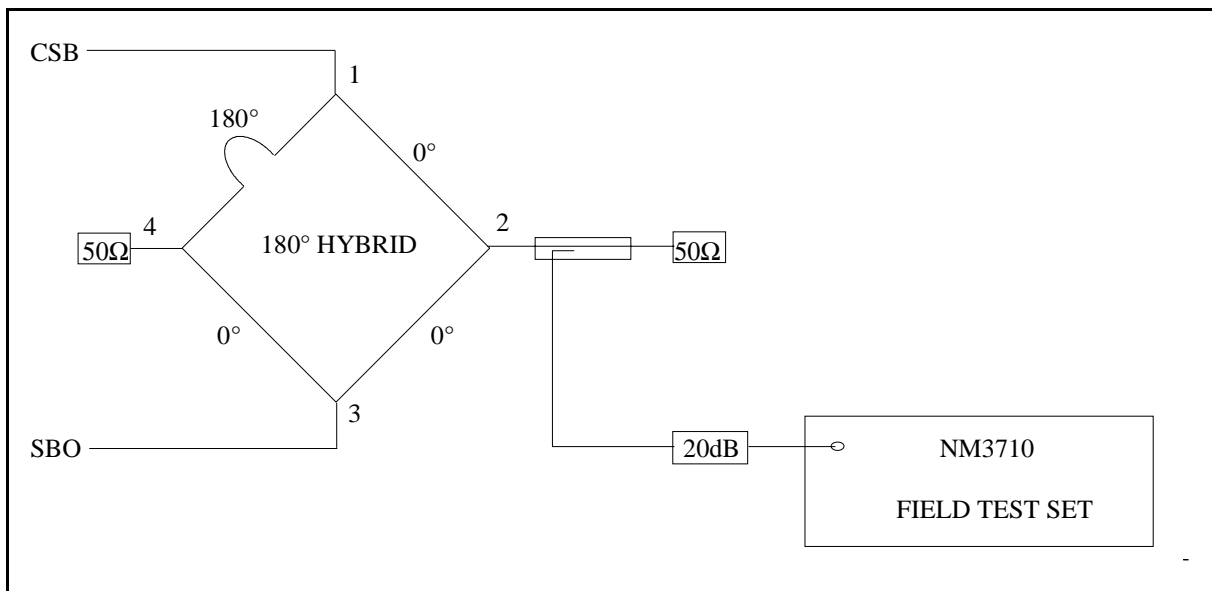 CSB
1
180°
0°
4
2
50Ω
180° HYBRID
50Ω
0°
0°
3
SBO
20dB
NM3710
FIELD TEST SET
-